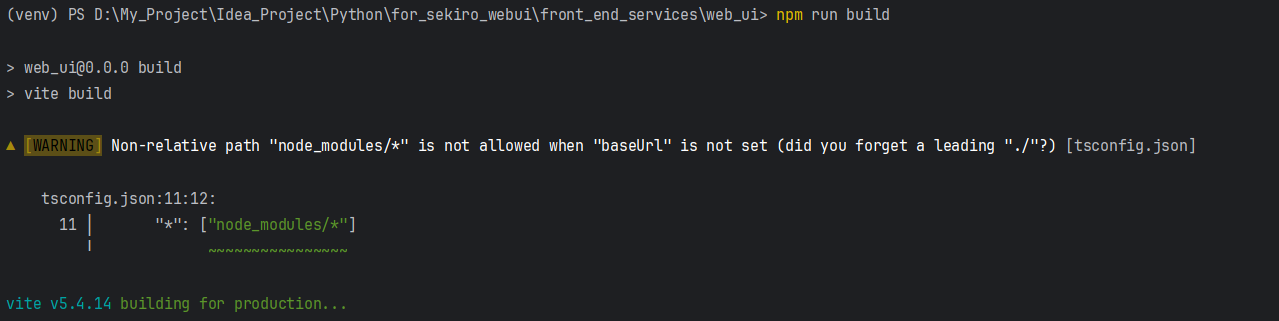 (venv) PS D:\My_Project\Idea_Project\Python\for_sekiro_webui\front_end_services\web_ui> npm run build
> web_ui@0.0.0 build
> vite build
▲ [WARNING] Non-relative path "node_modules/*" is not allowed when "baseUrl" is not set (did you forget a leading "./"?) [tsconfig.json]
tsconfig.json:11:12:
11 │ "*": ["node_modules/*"]
╵ ~~~~~~~~~~~~~~~~
vite v5.4.14 building for production...